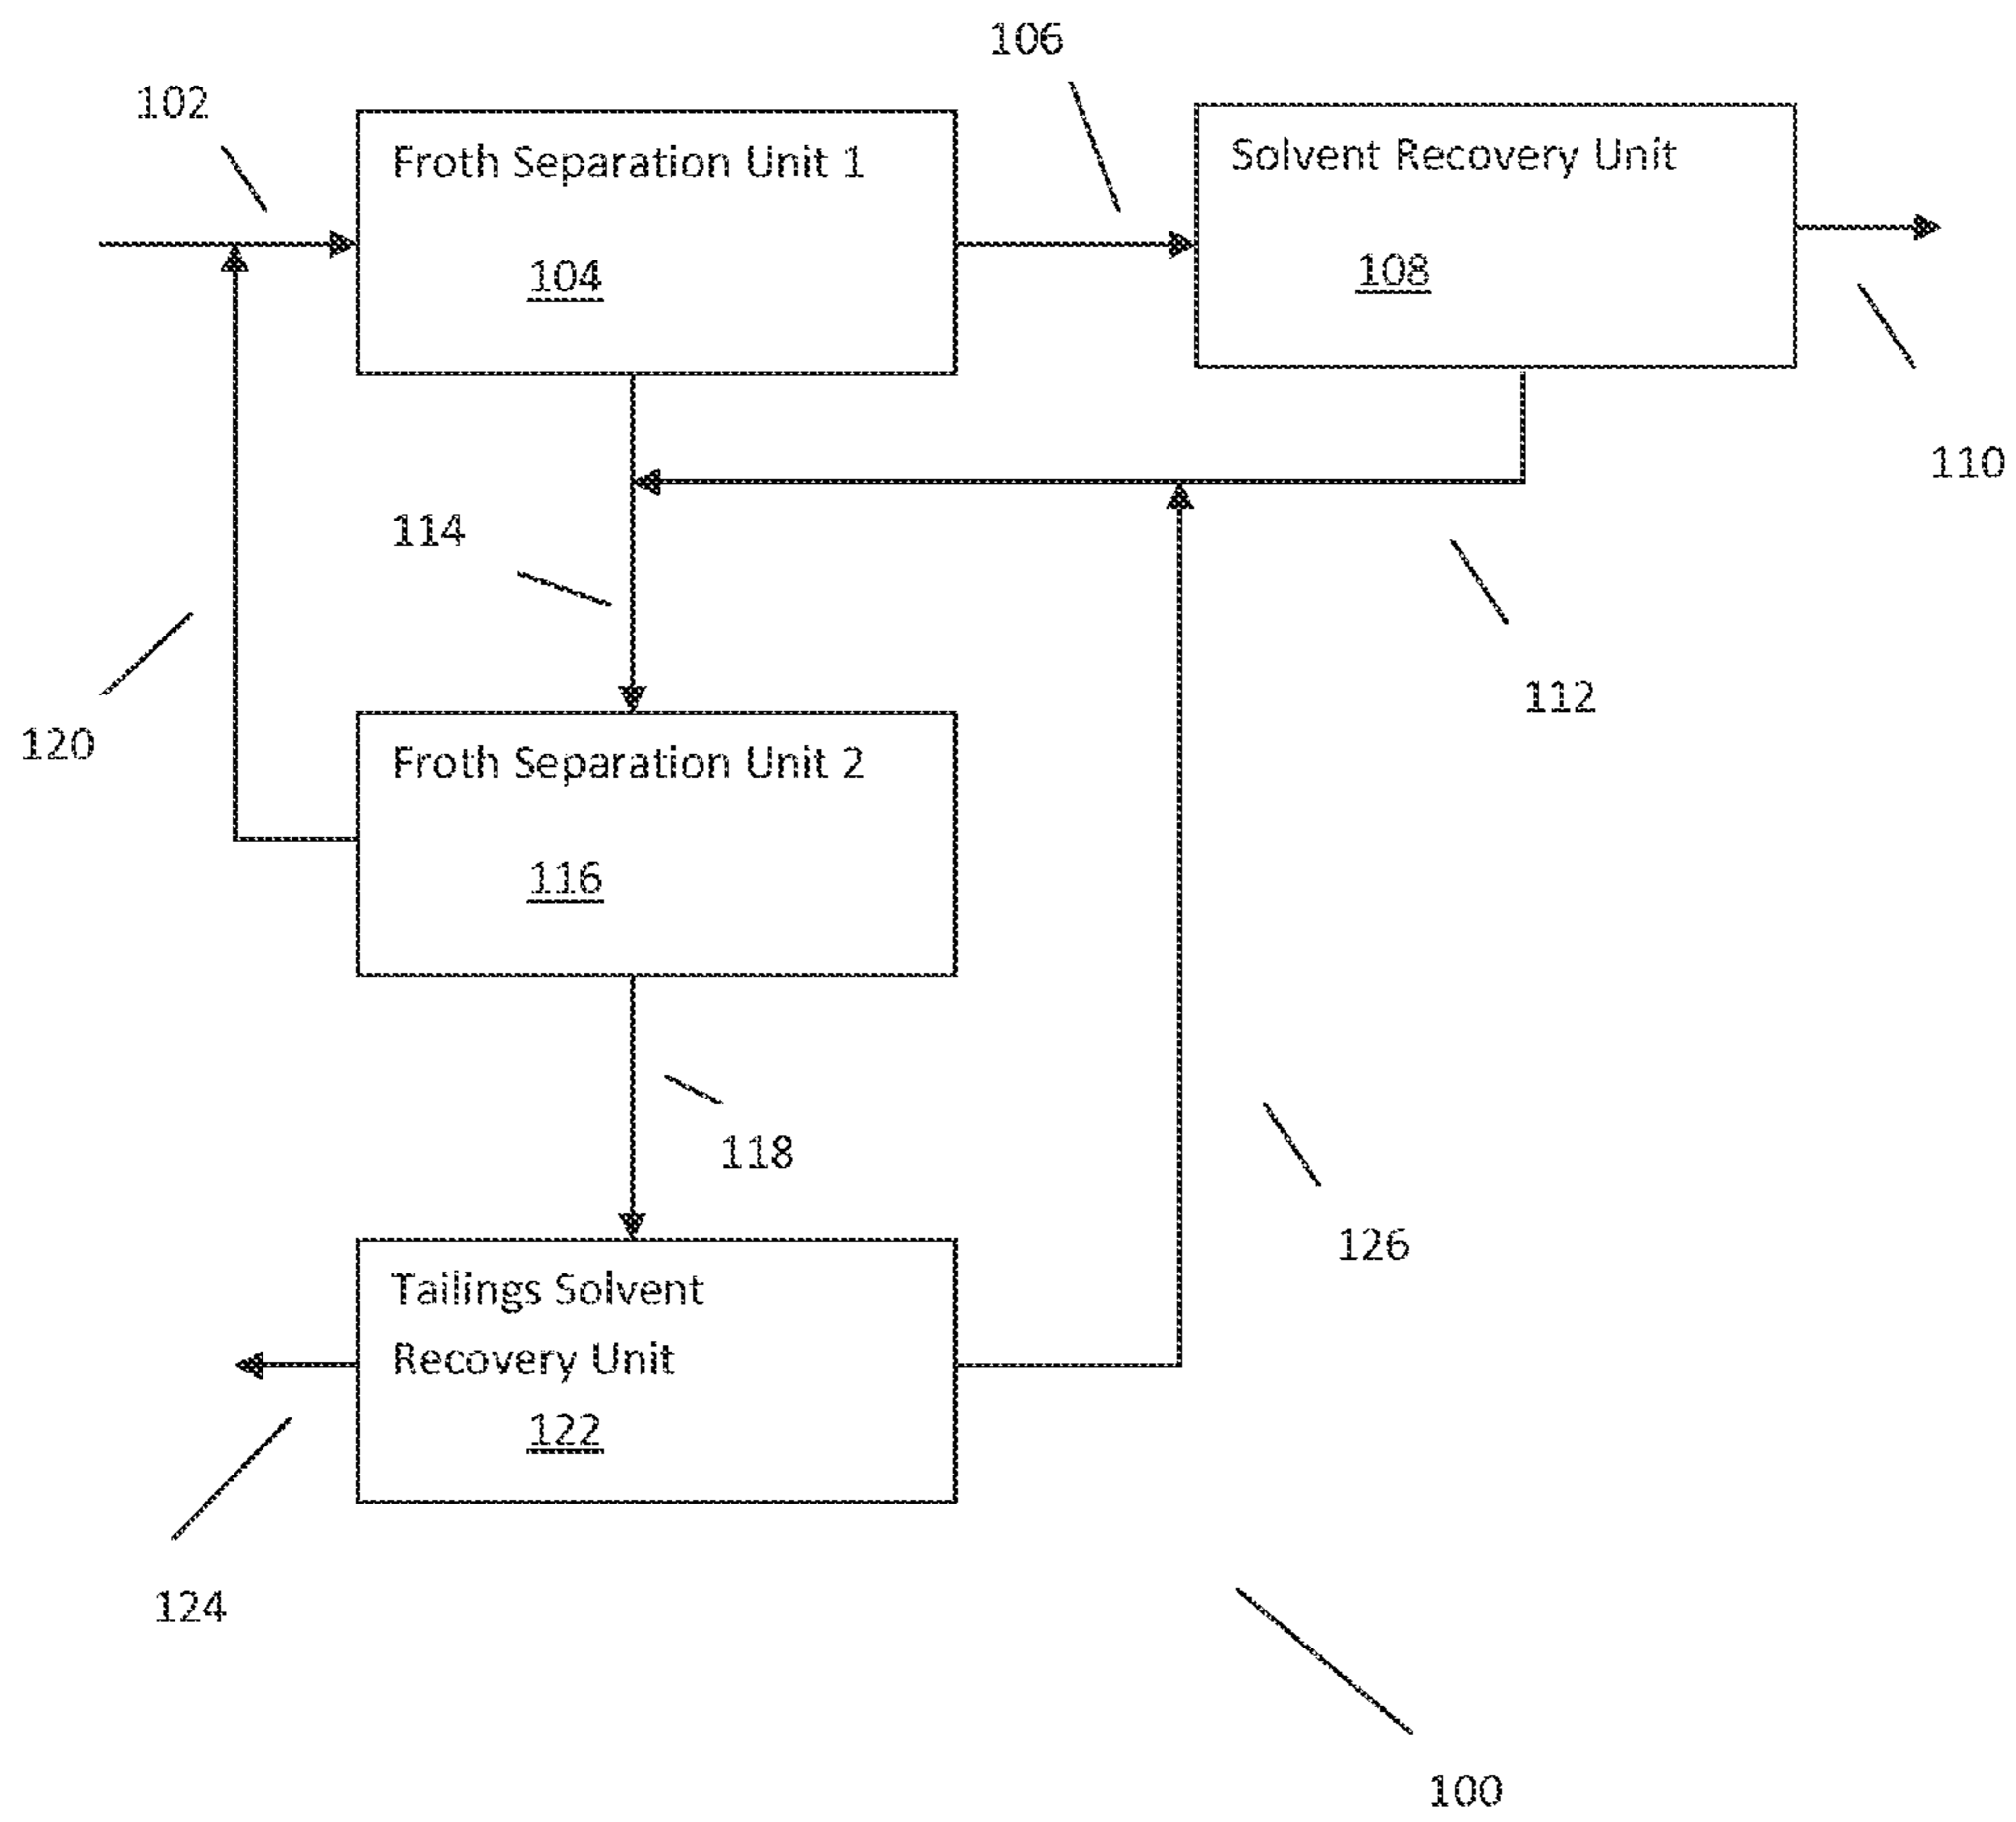 106
102
Froth Separation Unit 1
104
Solvent Recovery Unit
108
110
114
112
120
Froth Separation Unit 2
116
118
126
Tailings Solvent
Recovery Unit
122
124
100